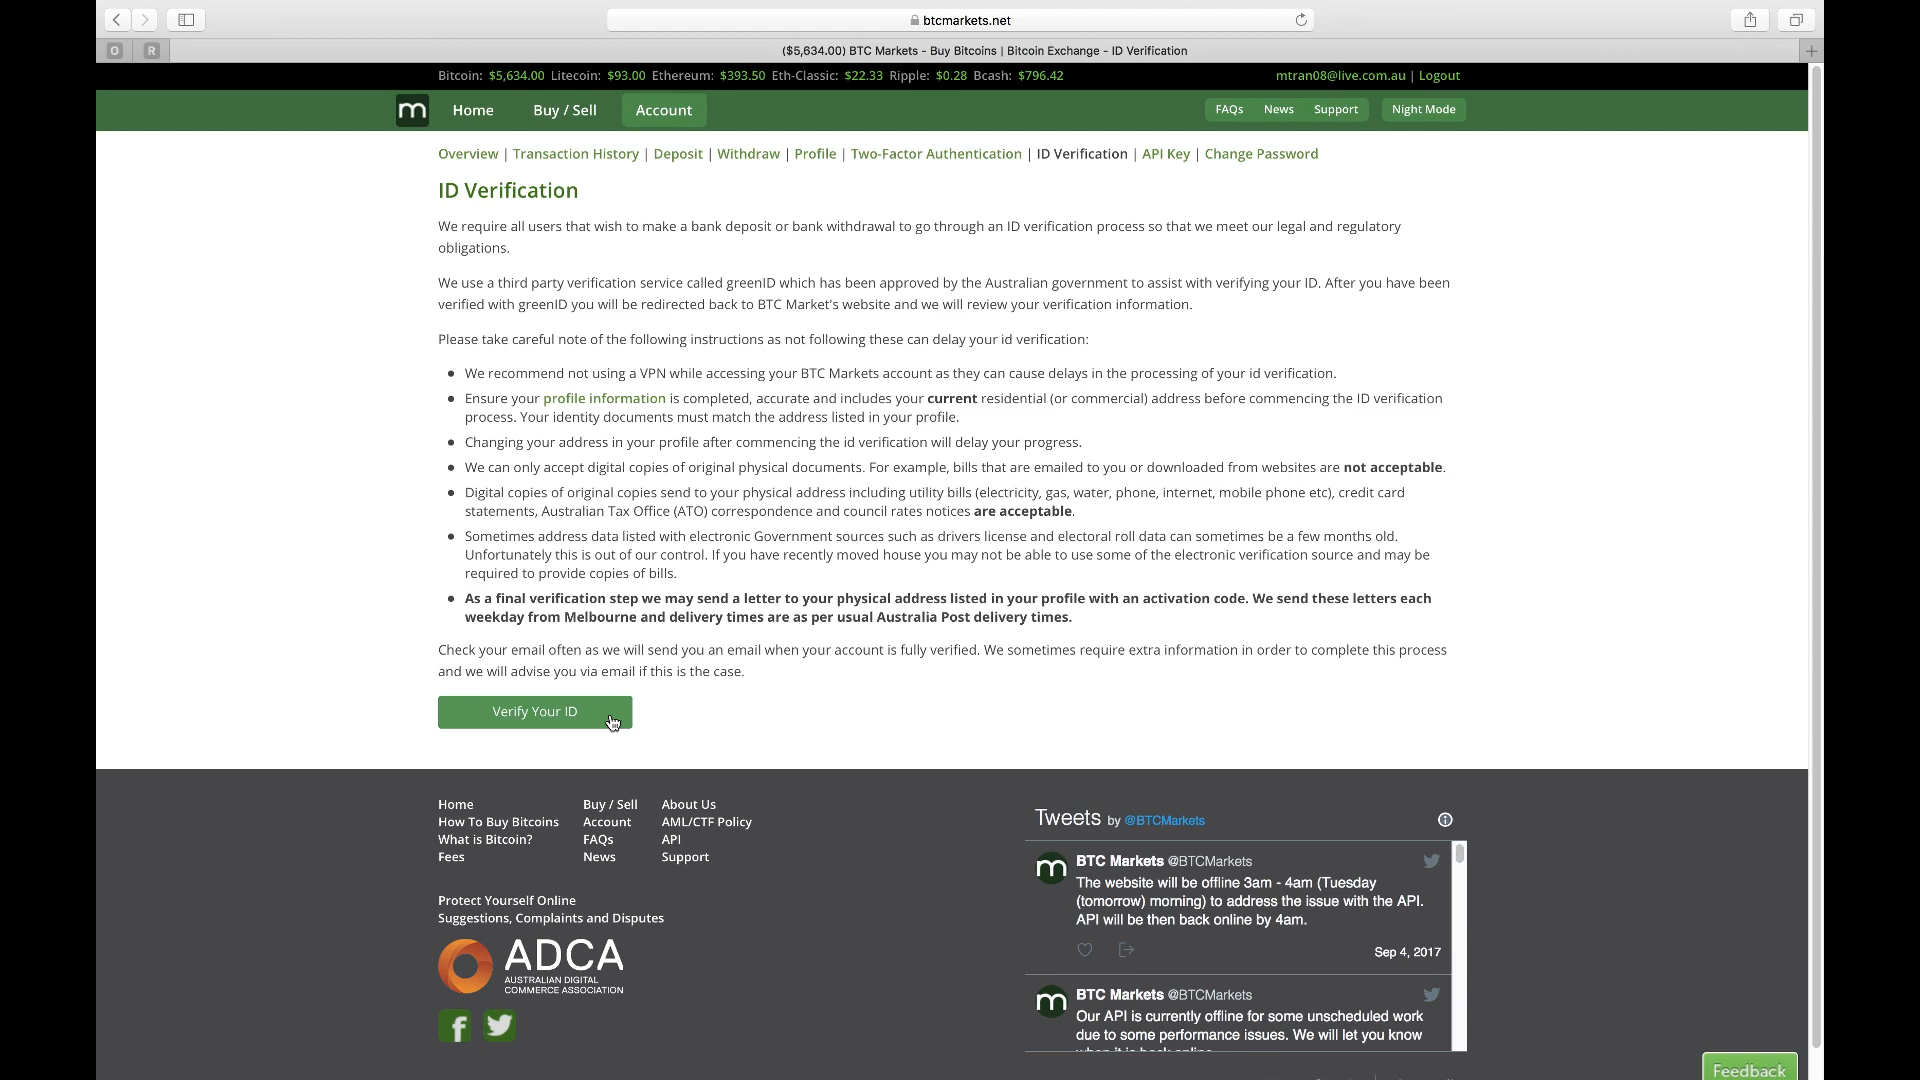 btcmarkets.net
O
R
($5,634.00) BTC Markets - Buy Bitcoins | Bitcoin Exchange - ID Verification
Bitcoin: $5,634.00 Litecoin: $93.00 Ethereum: $393.50 Eth-Classic: $22.33 Ripple: $0.28 Bcash: $796.42
mtran08@live.com.au | Logout
m
Home
Buy / Sell
Account
FAQs
News
Support
Night Mode
Overview | Transaction History | Deposit | Withdraw | Profile | Two-Factor Authentication | ID Verification | API Key | Change Password
ID Verification
We require all users that wish to make a bank deposit or bank withdrawal to go through an ID verification process so that we meet our legal and regulatory
obligations.
We use a third party verification service called greenID which has been approved by the Australian government to assist with verifying your ID. After you have been
verified with greenID you will be redirected back to BTC Market's website and we will review your verification information.
Please take careful note of the following instructions as not following these can delay your id verification:
We recommend not using a VPN while accessing your BTC Markets account as they can cause delays in the processing of your id verification.
Ensure your profile information is completed, accurate and includes your current residential (or commercial) address before commencing the ID verification
process. Your identity documents must match the address listed in your profile.
Changing your address in your profile after commencing the id verification will delay your progress.
We can only accept digital copies of original physical documents. For example, bills that are emailed to you or downloaded from websites are not acceptable.
Digital copies of original copies send to your physical address including utility bills (electricity, gas, water, phone, internet, mobile phone etc), credit card
statements, Australian Tax Office (ATO) correspondence and council rates notices are acceptable.
Sometimes address data listed with electronic Government sources such as drivers license and electoral roll data can sometimes be a few months old.
Unfortunately this is out of our control. If you have recently moved house you may not be able to use some of the electronic verification source and may be
required to provide copies of bills.
As a final verification step we may send a letter to your physical address listed in your profile with an activation code. We send these letters each
weekday from Melbourne and delivery times are as per usual Australia Post delivery times.
Check your email often as we will send you an email when your account is fully verified. We sometimes require extra information in order to complete this process
and we will advise you via email if this is the case.
Verify Your ID
Home
How To Buy Bitcoins
What is Bitcoin?
Fees
Buy / Sell
Account
FAQs
News
About Us
AML/CTF Policy
API
Support
Protect Yourself Online
Suggestions, Complaints and Disputes
ADCA
AUSTRALIAN DIGITAL
COMMERCE ASSOCIATION
Tweets by @BTCMarkets
BTC Markets @BTCMarkets
The website will be offline 3am - 4am (Tuesday
(tomorrow) morning) to address the issue with the API.
API will be then back online by 4am.
Sep 4, 2017
BTC Markets @BTCMarkets
Our API is currently offline for some unscheduled work
due to some performance issues. We will let you know
Feedback